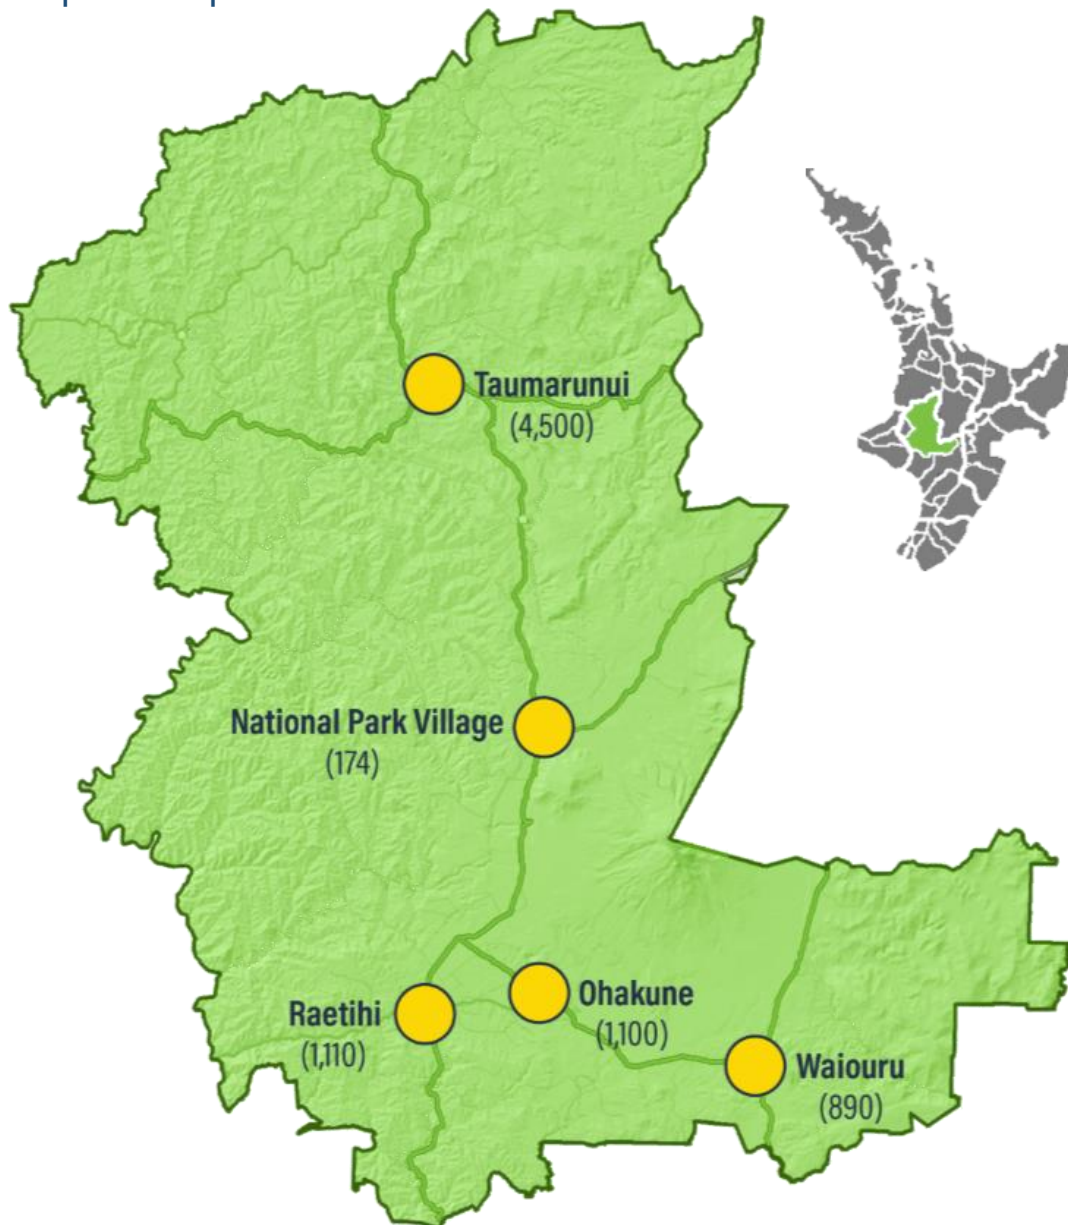 Taumarunui
(4,500)
National Park Village
(174)
Raetihi
(1,110)
Ohakune
(1,100)
Waiouru
(890)